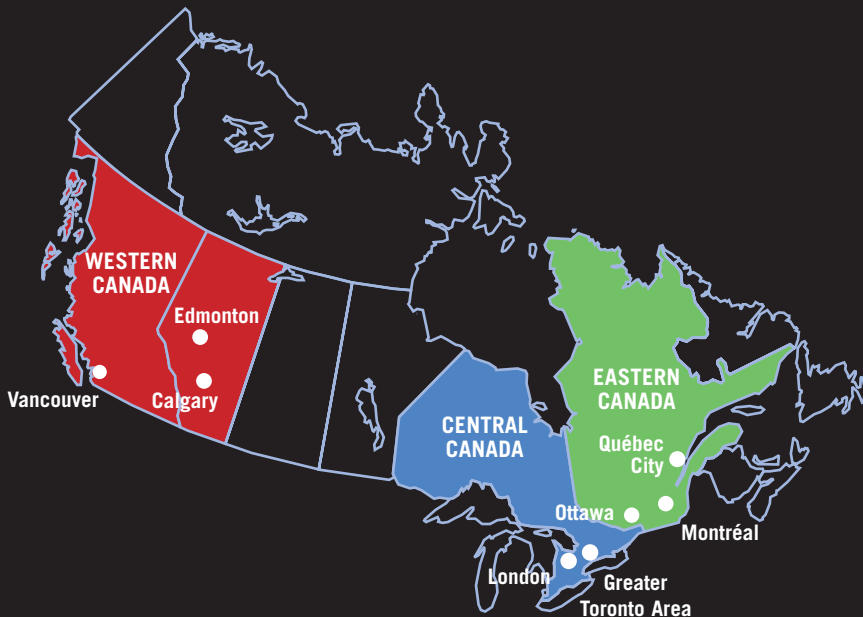 WESTERN
CANADA
Edmonton
Vancouver
Calgary
CENTRAL
CANADA
EASTERN
CANADA
Québec
City
Ottawa
Montréal
London
Greater
Toronto Area